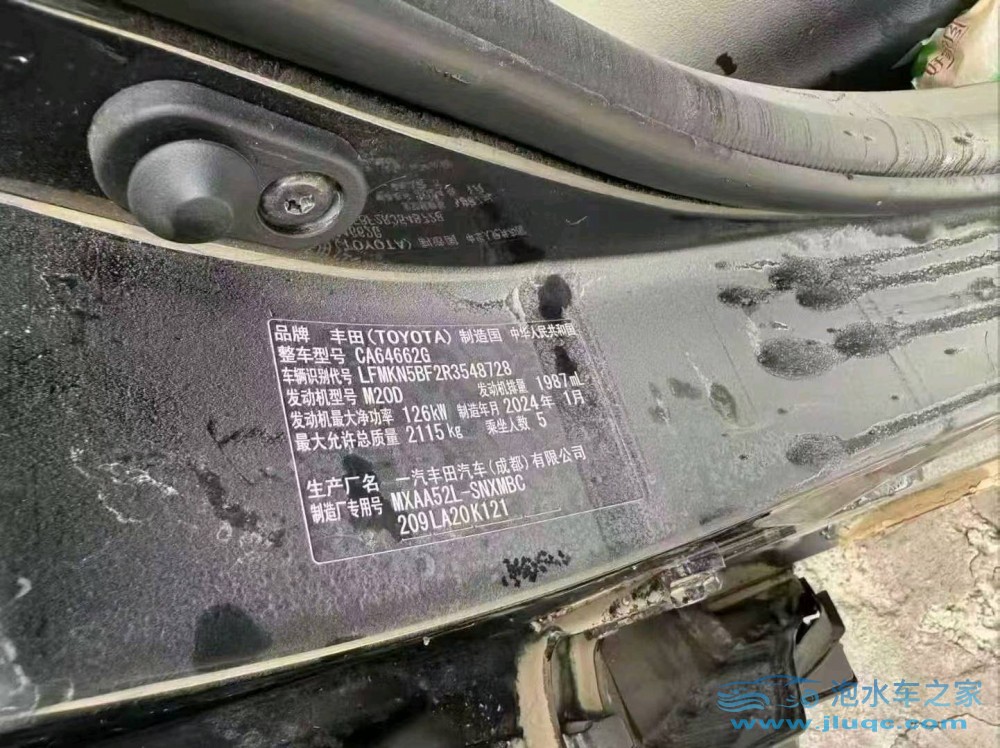 品牌 丰田(TOYOTA) 制造国 中华人民共和国
整车型号 CA64662G
车辆识别代号 LFMKN5BF2R3548728
发动机型号 M20D 发动机排量 1987mL
发动机最大净功率 126kW 制造年月 2024年1月
最大允许总质量 2115kg 乘坐人数 5
生产厂名 一汽丰田汽车(成都)有限公司
制造厂专用号 MXAA52L-SNXMBC
209LA20K121
泡水车之家
www.jluqc.com